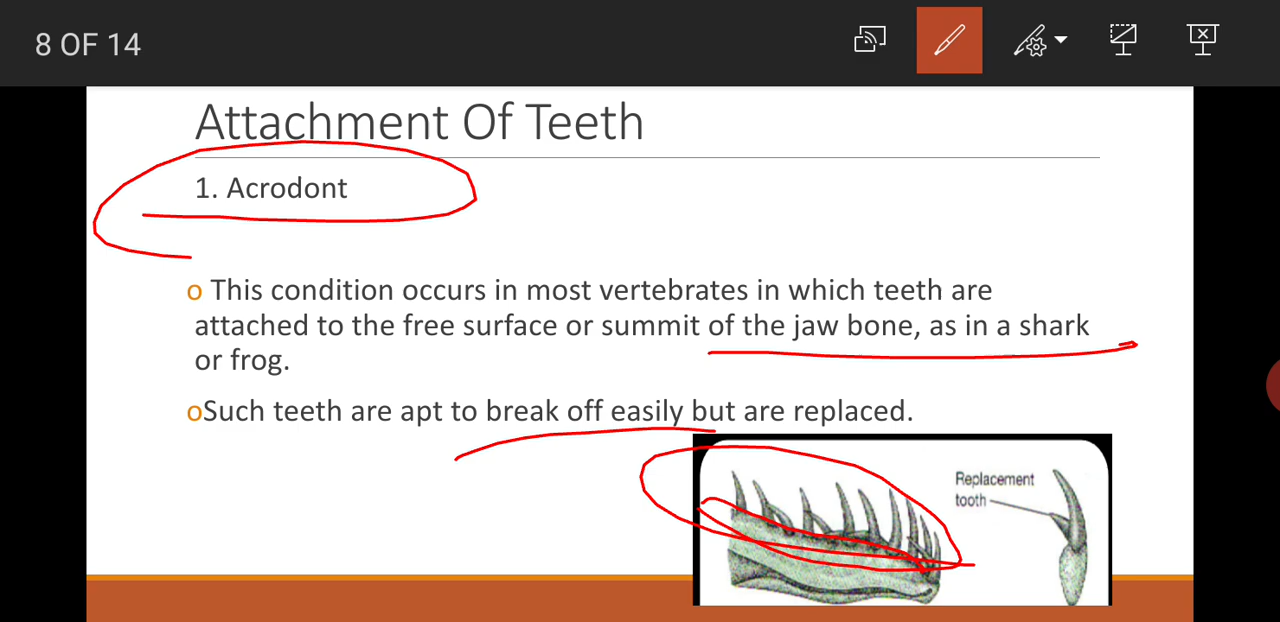 8 OF 14
Attachment Of Teeth
1. Acrodont
o This condition occurs in most vertebrates in which teeth are
attached to the free surface or summit of the jaw bone, as in a shark
or frog.
oSuch teeth are apt to break off easily but are replaced.
Replacement
tooth